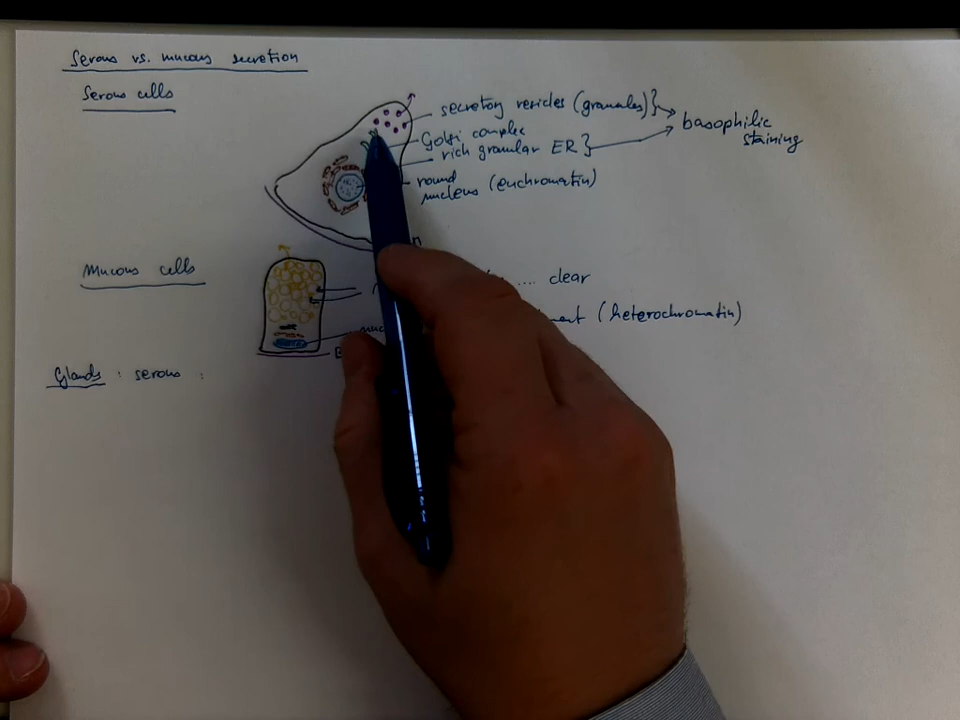 Serous vs. mucous secretion
Serous cells
secretory vesicles (granules)}
Golgi complex
rich granular ER}
basophilic
staining
round
nucleus (euchromatin)
Mucous cells
.... clear
(heterochromatin)
Glands : serous :